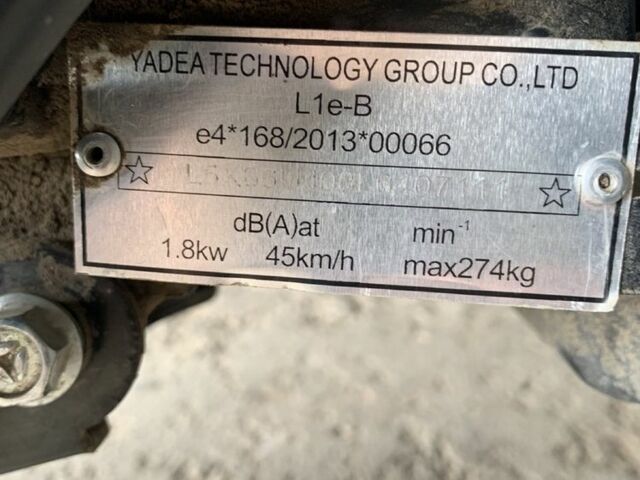 YADEA TECHNOLOGY GROUP CO.,LTD
L1e-B
e4*168/2013*00066
dB(A)at min⁻¹
1.8kw 45km/h max274kg